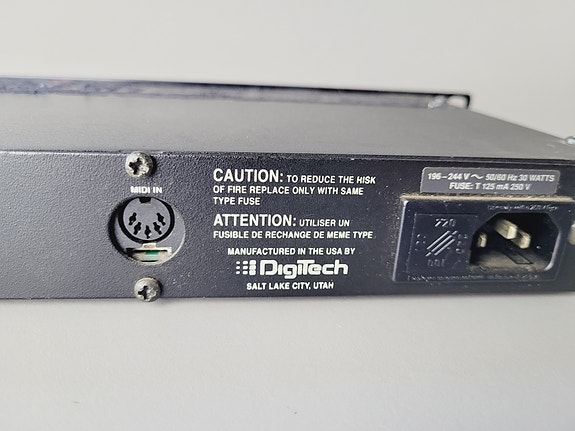 MIDI IN
CAUTION: TO REDUCE THE RISK
OF FIRE REPLACE ONLY WITH SAME
TYPE FUSE
ATTENTION: UTILISER UN
FUSIBLE DE RECHANGE DE MEME TYPE
MANUFACTURED IN THE USA BY
DigiTech
SALT LAKE CITY, UTAH
196-244 V ～ 50/60 Hz 30 WATTS
FUSE: T 125 mA 250 V
220